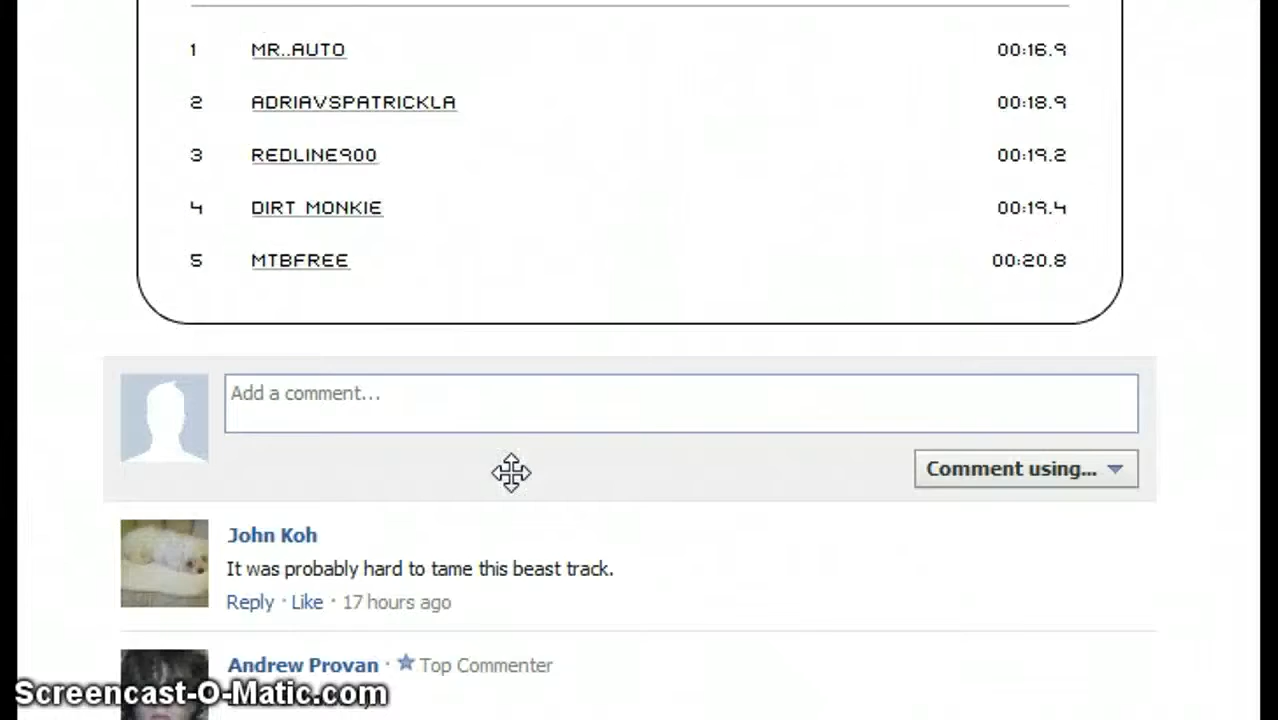 1 MR..AUTO 00:16.9
2 ADRIAVSPATRICKLA 00:18.9
3 REDLINE900 00:19.2
4 DIRT MONKIE 00:19.4
5 MTBFREE 00:20.8
Add a comment...
Comment using...
John Koh
It was probably hard to tame this beast track.
Reply · Like · 17 hours ago
Andrew Provan · Top Commenter
Screencast-O-Matic.com